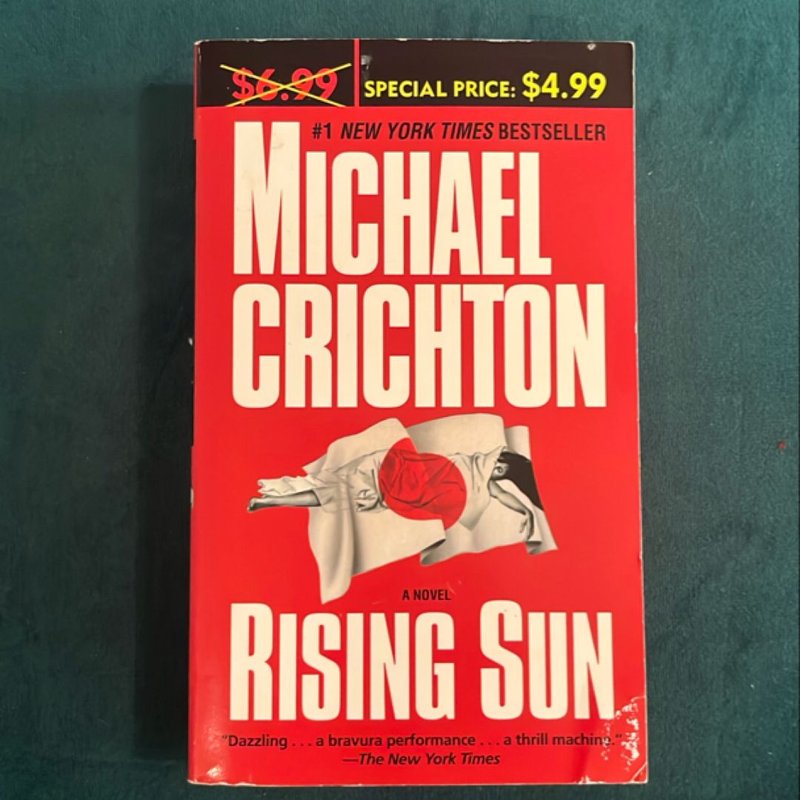 $6.99 SPECIAL PRICE: $4.99
#1 NEW YORK TIMES BESTSELLER
MICHAEL
CRICHTON
A NOVEL
RISING SUN
"Dazzling . . . a bravura performance . . . a thrill machine."
—The New York Times